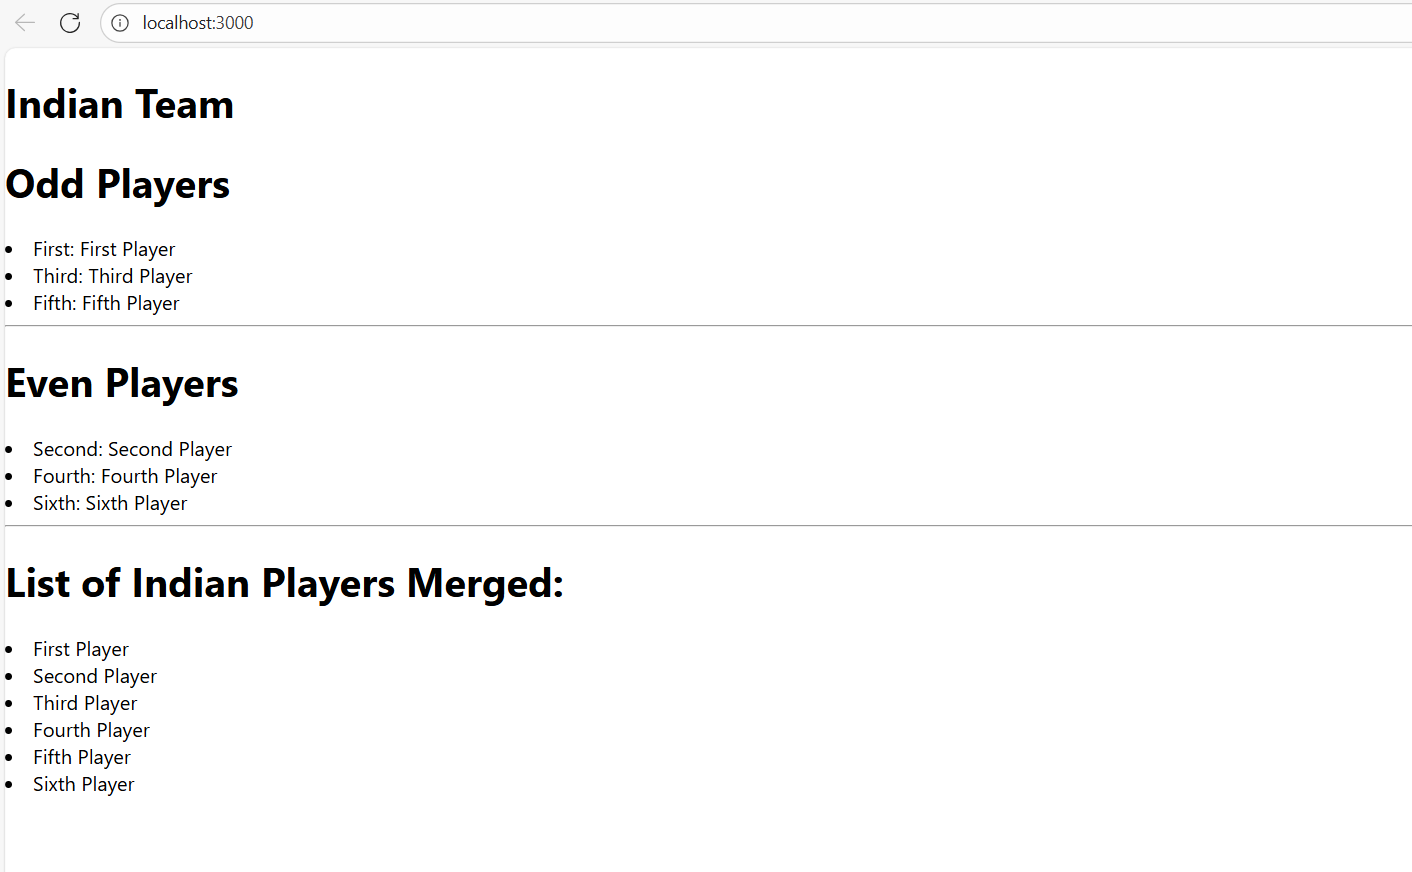 localhost:3000
Indian Team
Odd Players
First: First Player
Third: Third Player
Fifth: Fifth Player
Even Players
Second: Second Player
Fourth: Fourth Player
Sixth: Sixth Player
List of Indian Players Merged:
First Player
Second Player
Third Player
Fourth Player
Fifth Player
Sixth Player